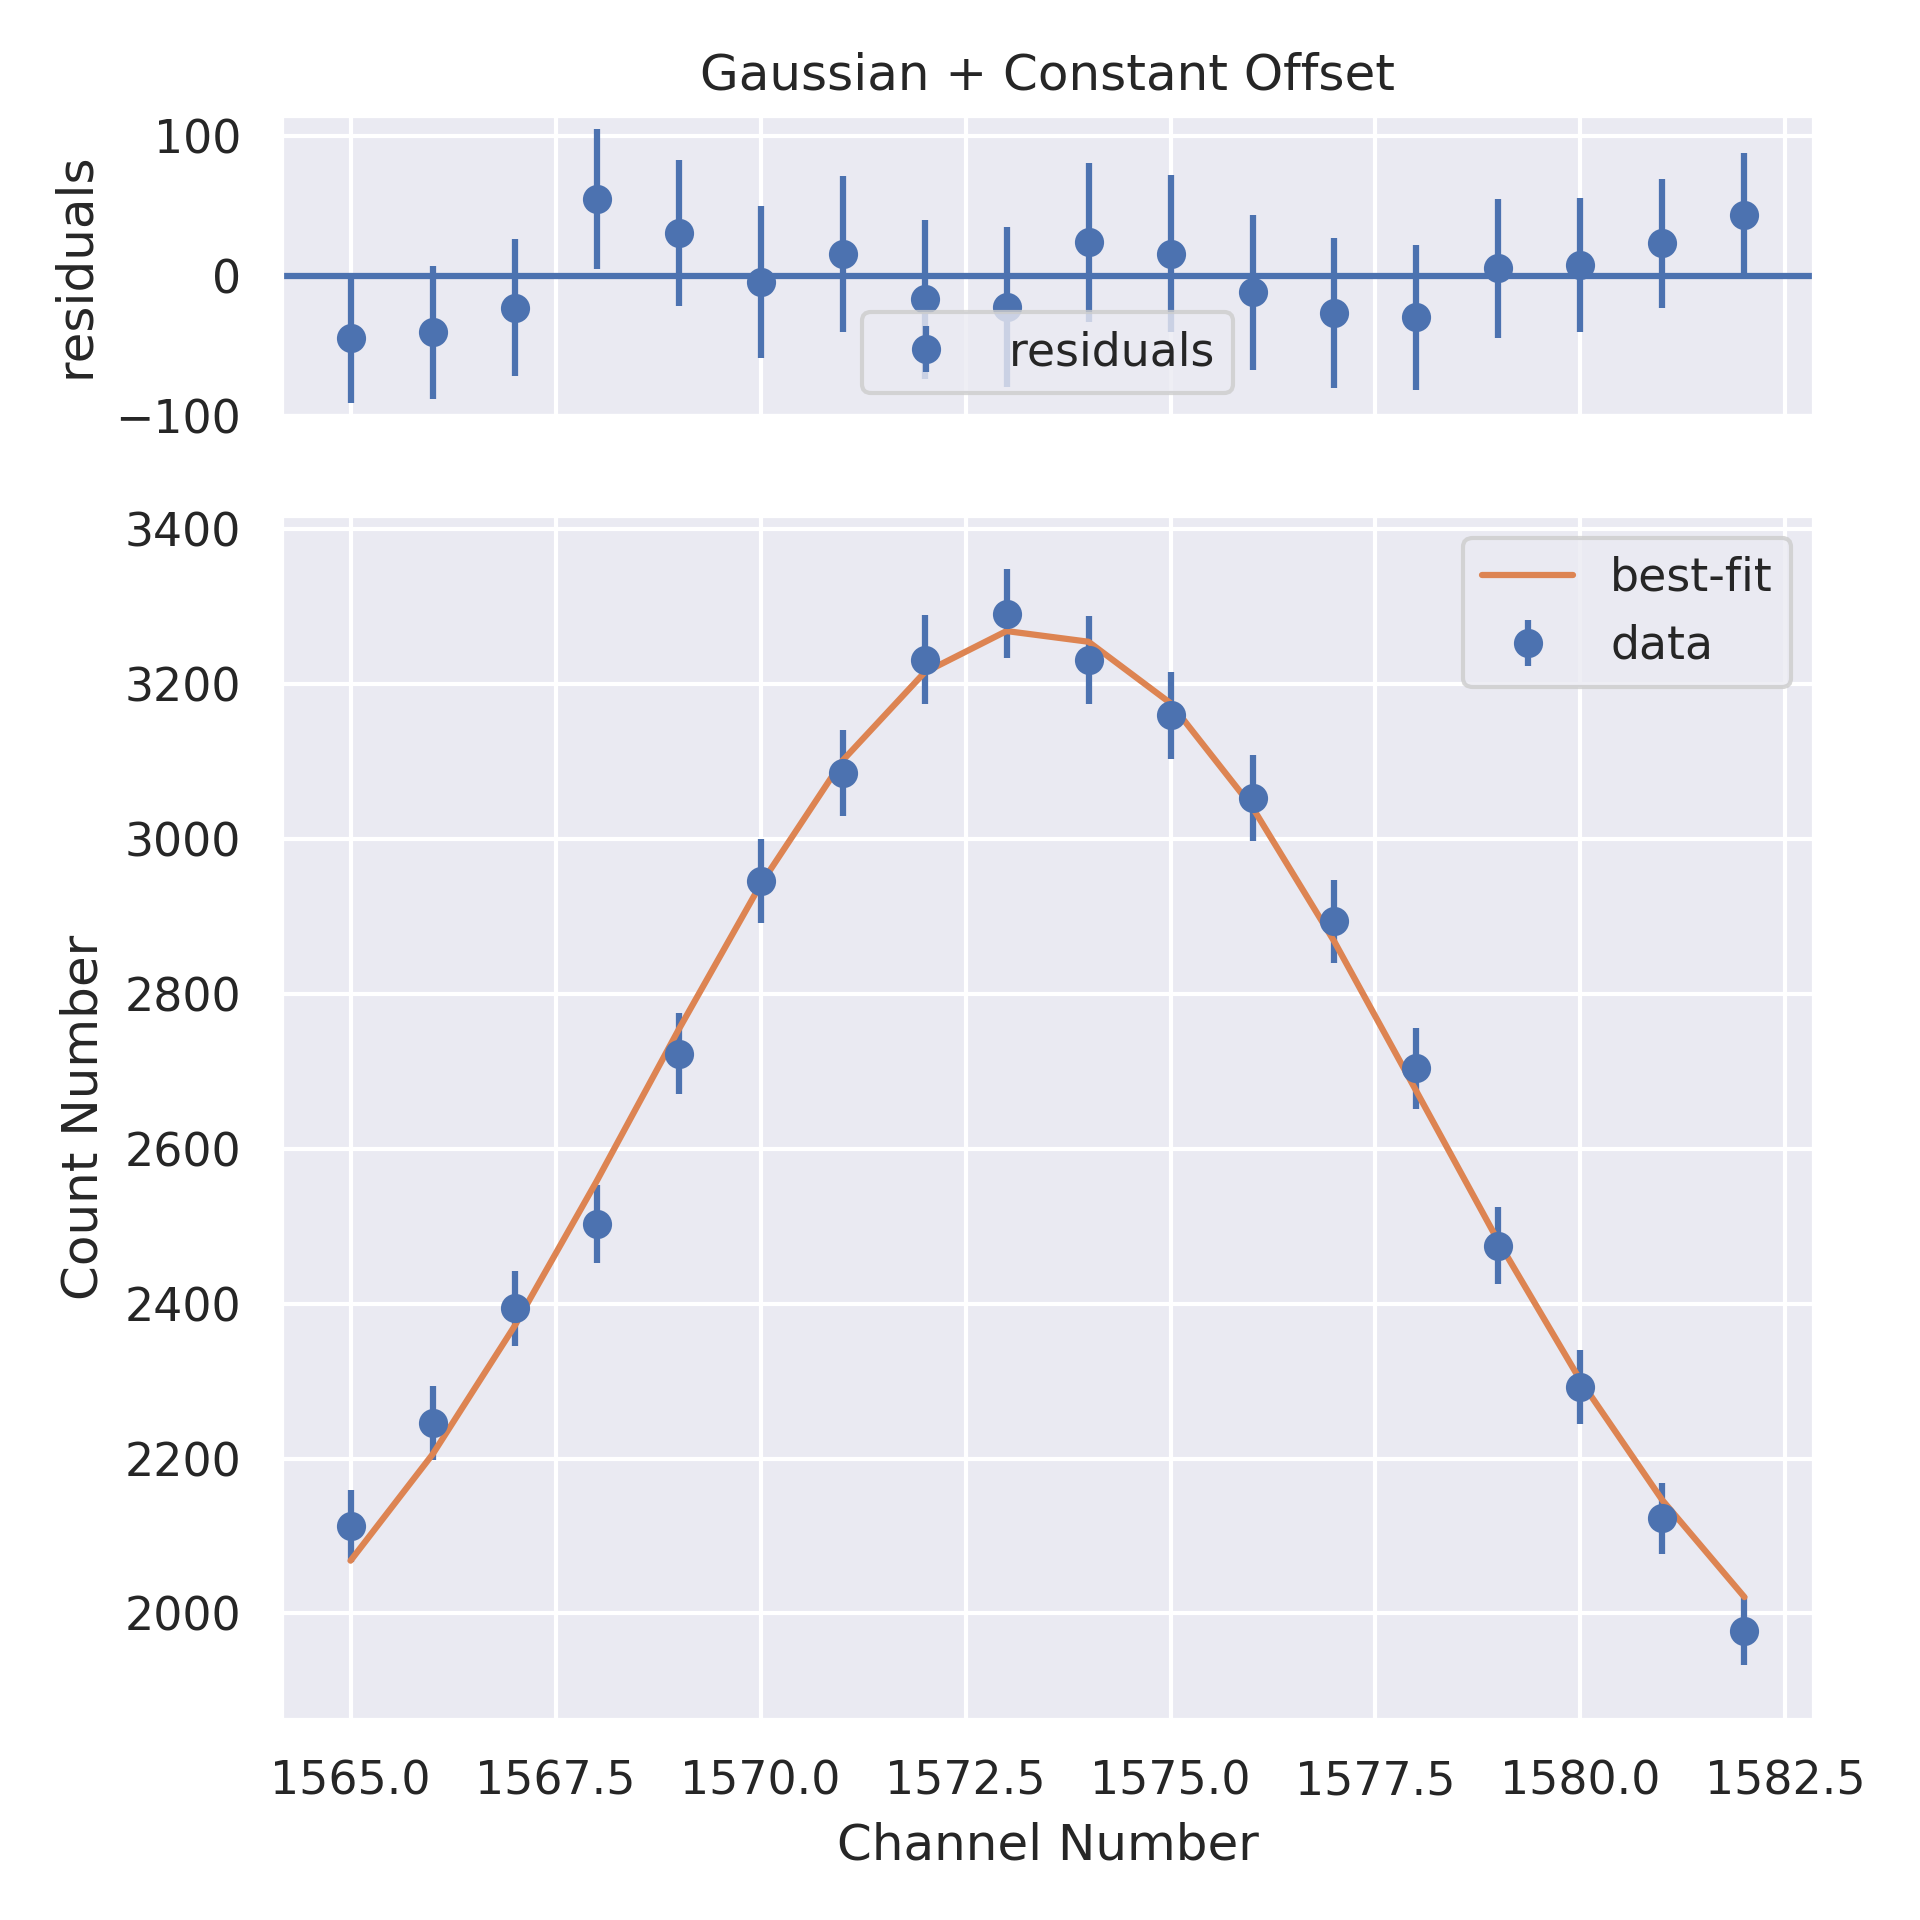 Gaussian + Constant Offset
residuals
100
0
−100
residuals
Count Number
3400
3200
3000
2800
2600
2400
2200
2000
best-fit
data
1565.0 1567.5 1570.0 1572.5 1575.0 1577.5 1580.0 1582.5
Channel Number